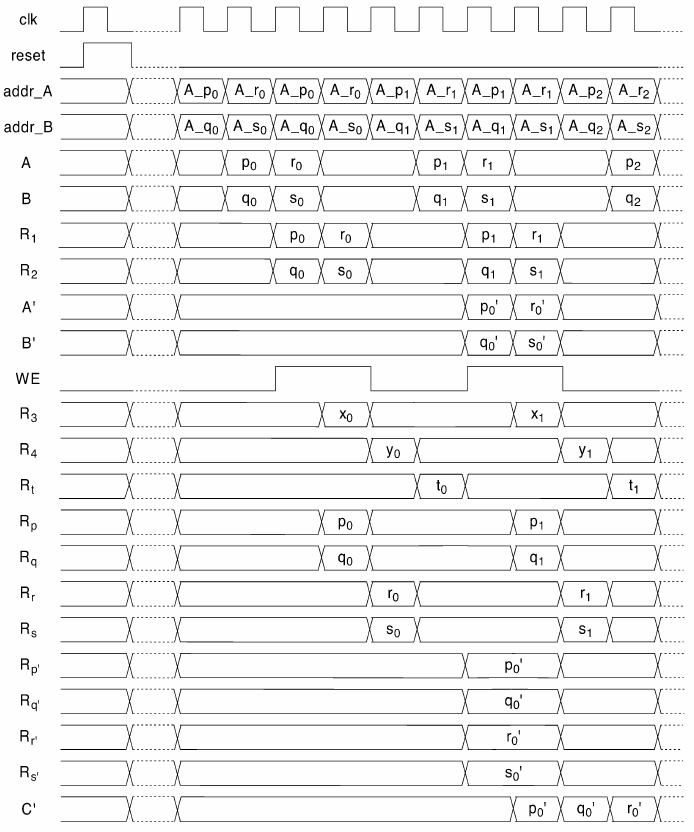 clk
reset
addr_A A_p0 A_r0 A_p0 A_r0 A_p1 A_r1 A_p1 A_r1 A_p2 A_r2
addr_B A_q0 A_s0 A_q0 A_s0 A_q1 A_s1 A_q1 A_s1 A_q2 A_s2
A p0 r0 p1 r1 p2
B q0 s0 q1 s1 q2
R1 p0 r0 p1 r1
R2 q0 s0 q1 s1
A' p0' r0'
B' q0' s0'
WE
R3 x0 x1
R4 y0 y1
Rt t0 t1
Rp p0 p1
Rq q0 q1
Rr r0 r1
Rs s0 s1
Rp' p0'
Rq' q0'
Rr' r0'
Rs' s0'
C' p0' q0' r0'